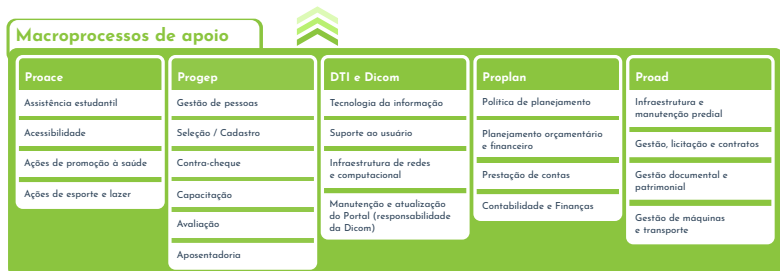 Macroprocessos de apoio
Proace
Assistência estudantil
Acessibilidade
Ações de promoção à saúde
Ações de esporte e lazer
Progep
Gestão de pessoas
Seleção / Cadastro
Contra-cheque
Capacitação
Avaliação
Aposentadoria
DTI e Dicom
Tecnologia da informação
Suporte ao usuário
Infraestrutura de redes
e computacional
Manutenção e atualização
do Portal (responsabilidade
da Dicom)
Proplan
Política de planejamento
Planejamento orçamentário
e financeiro
Prestação de contas
Contabilidade e Finanças
Proad
Infraestrutura e
manutenção predial
Gestão, licitação e contratos
Gestão documental e
patrimonial
Gestão de máquinas
e transporte